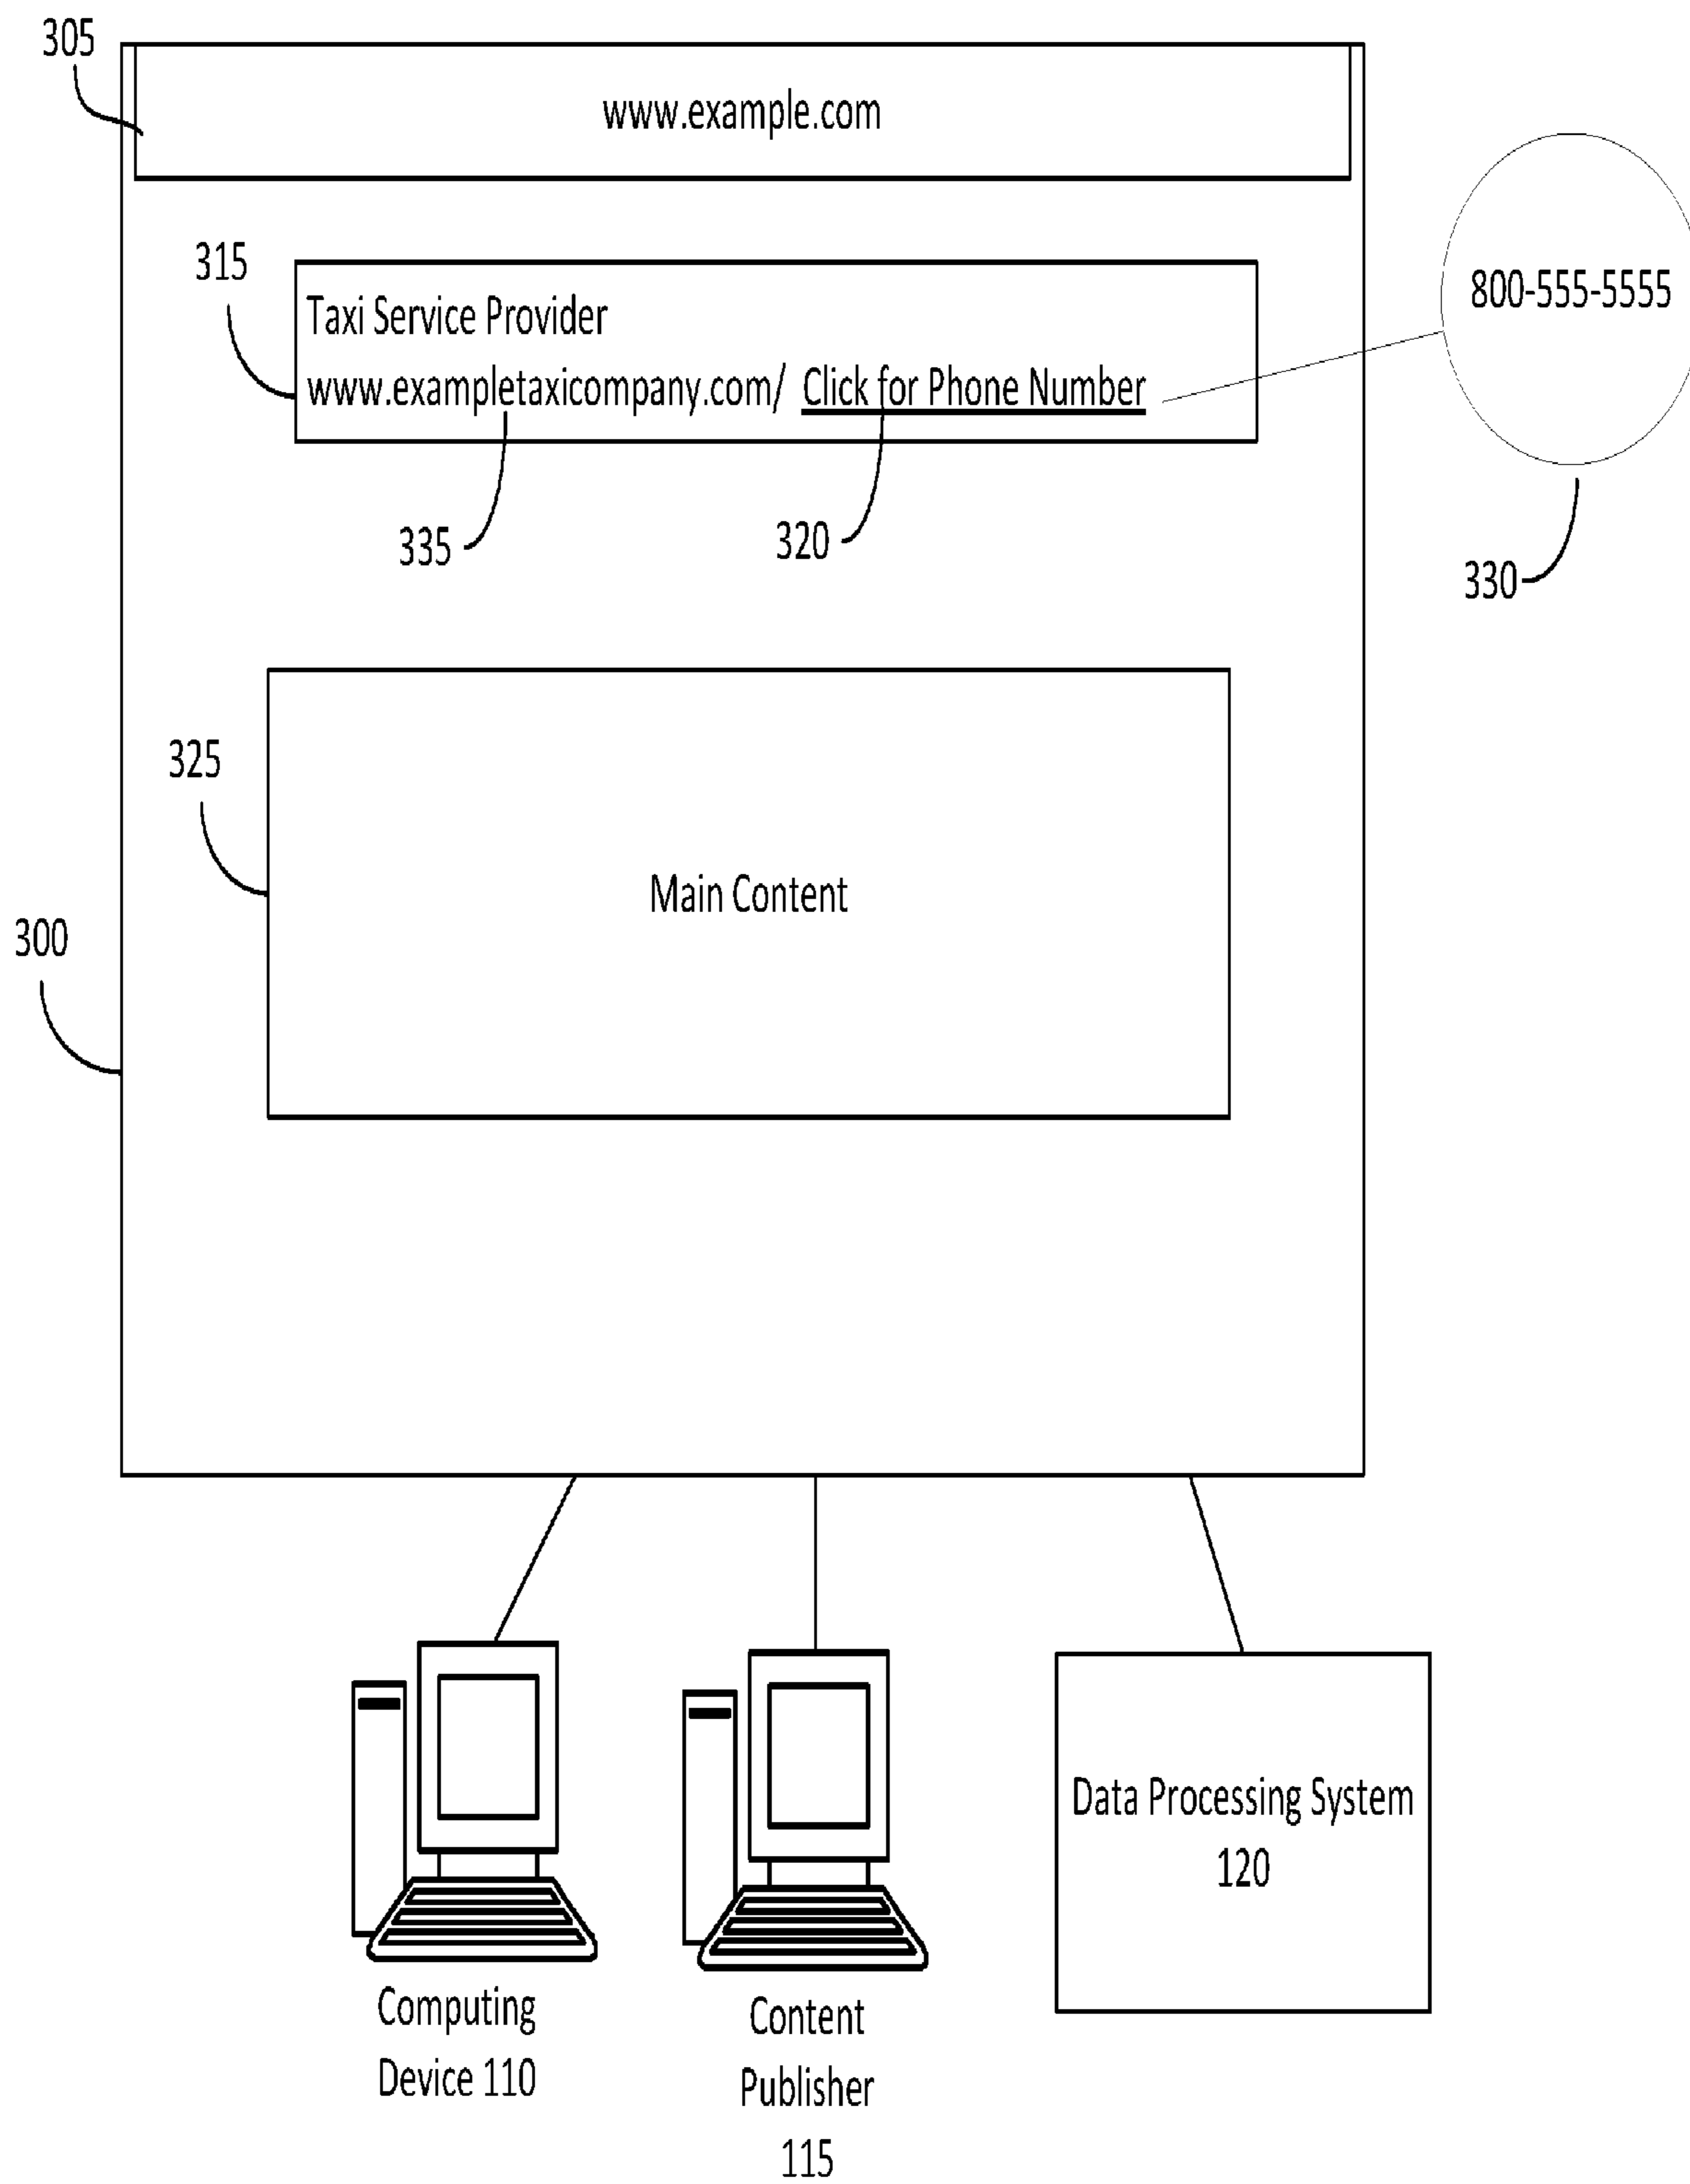 305
www.example.com
315
Taxi Service Provider
800-555-5555
www.exampletaxicompany.com/ Click for Phone Number
335
320
330
325
Main Content
300
Data Processing System
120
Computing
Device 110
Content
Publisher
115